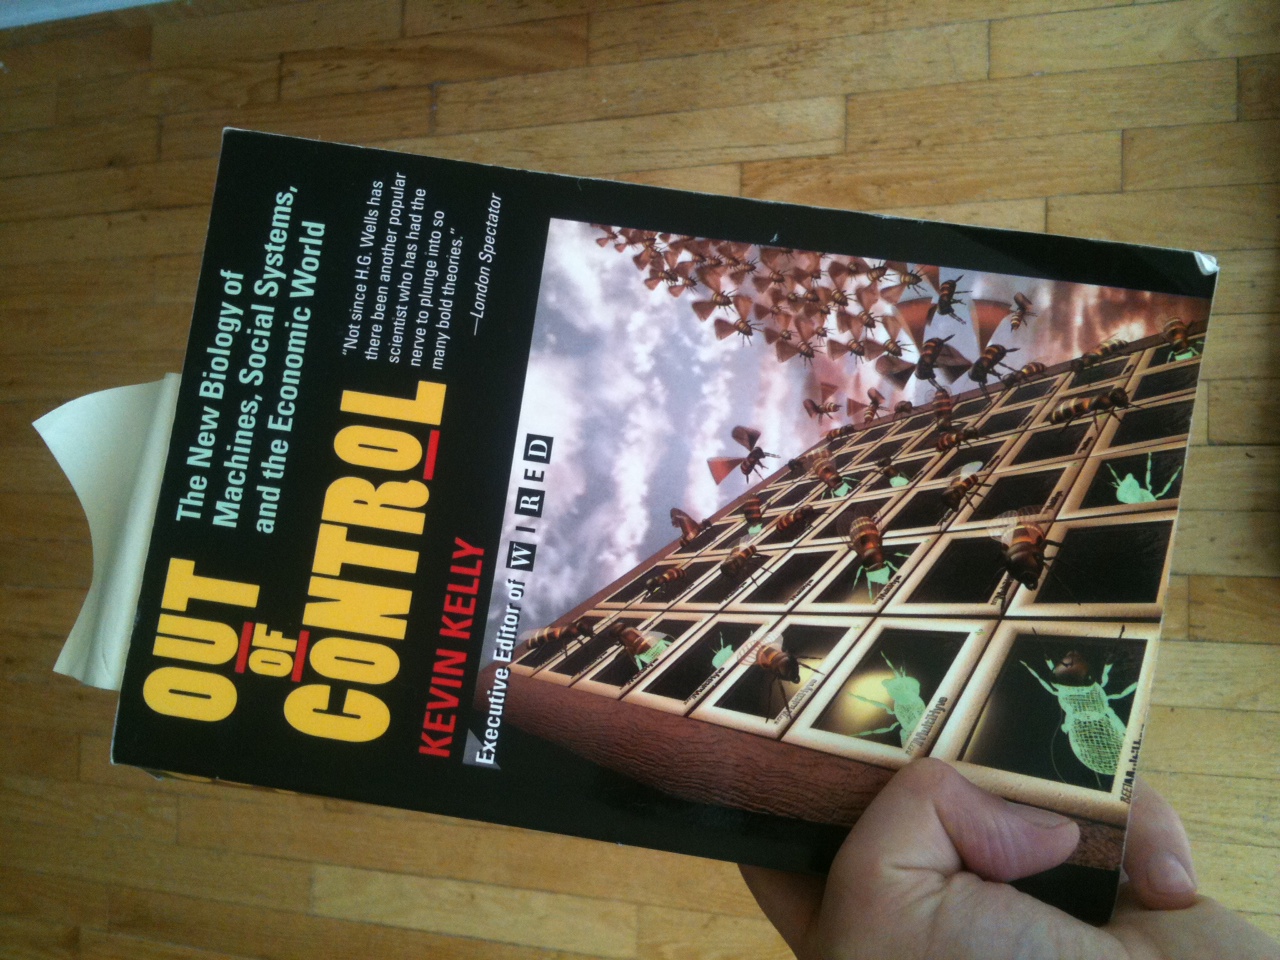 OUT
OF
CONTROL
The New Biology of
Machines, Social Systems,
and the Economic World
"Not since H.G. Wells has
there been another popular
scientist who has had the
nerve to plunge into so
many bold theories."
—London Spectator
KEVIN KELLY
Executive Editor of WIRED
MultiHyve